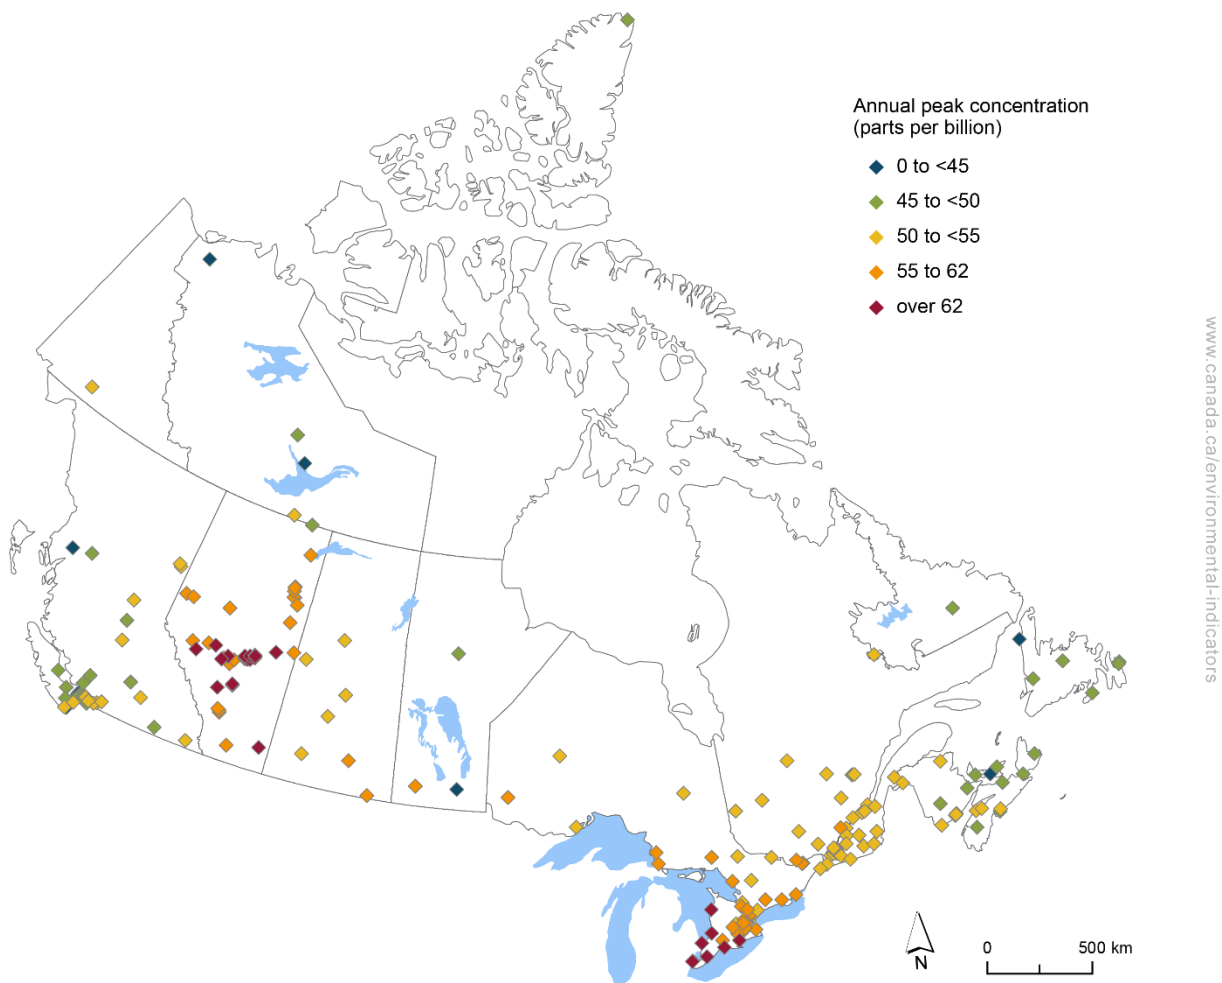 Annual peak concentration
(parts per billion)
0 to <45
45 to <50
50 to <55
55 to 62
over 62
www.canada.ca/environmental-indicators
N
0 500 km